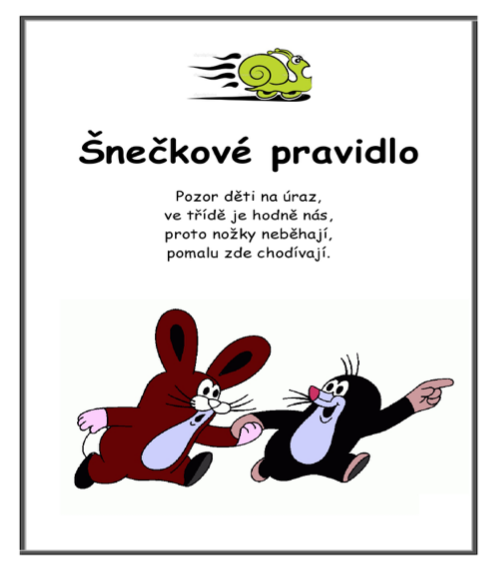 Šnečkové pravidlo
Pozor děti na úraz,
ve třídě je hodně nás,
proto nožky neběhají,
pomalu zde chodívají.